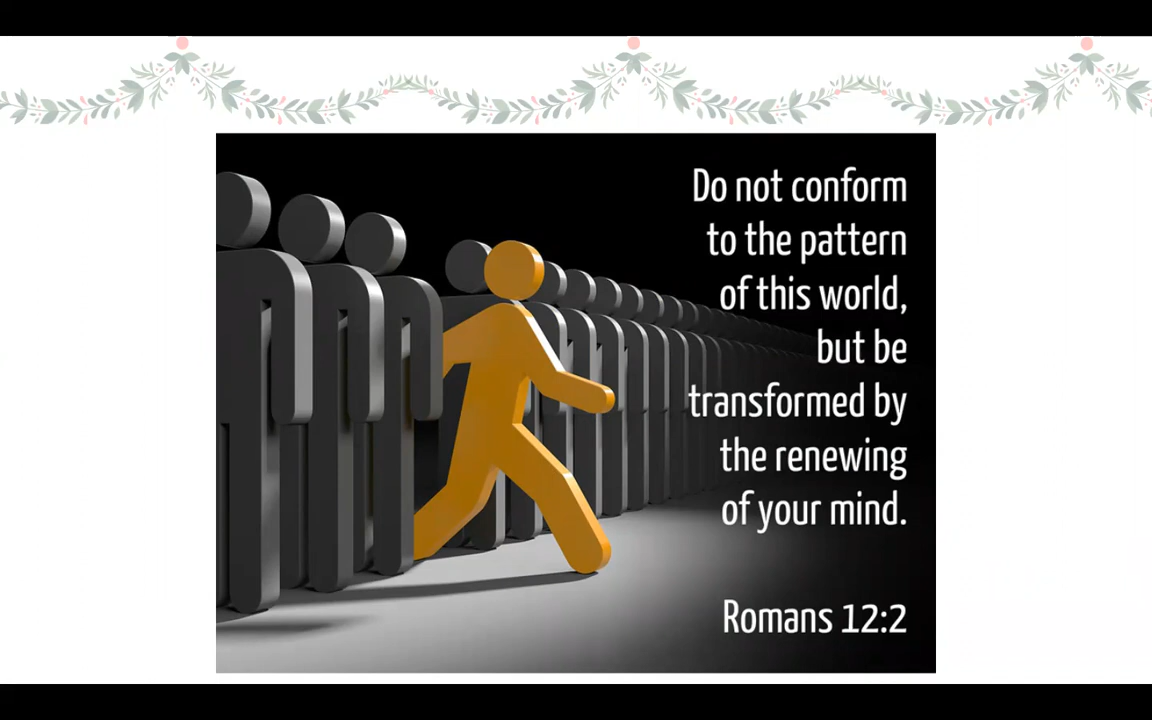 Do not conform
to the pattern
of this world,
but be
transformed by
the renewing
of your mind.
Romans 12:2